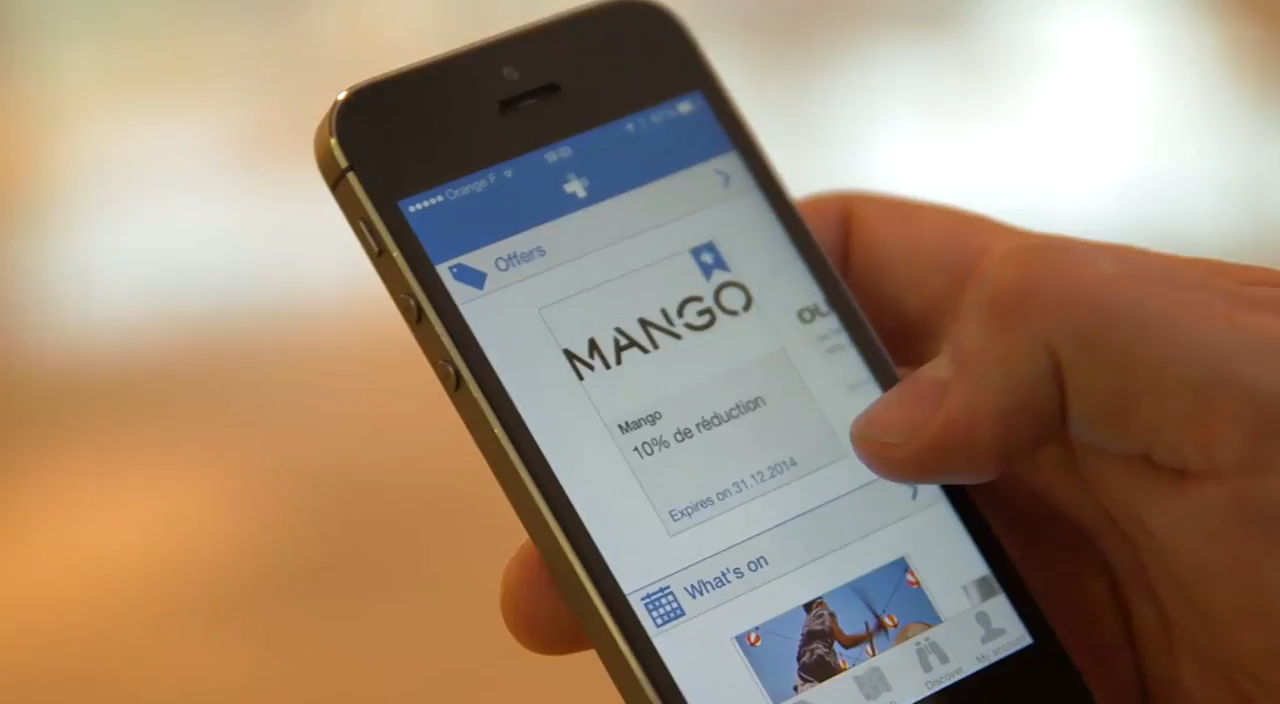 Orange F
Offers
MANGO
Mango
10% de réduction
Expires on 31.12.2014
What's on
Discover
My account